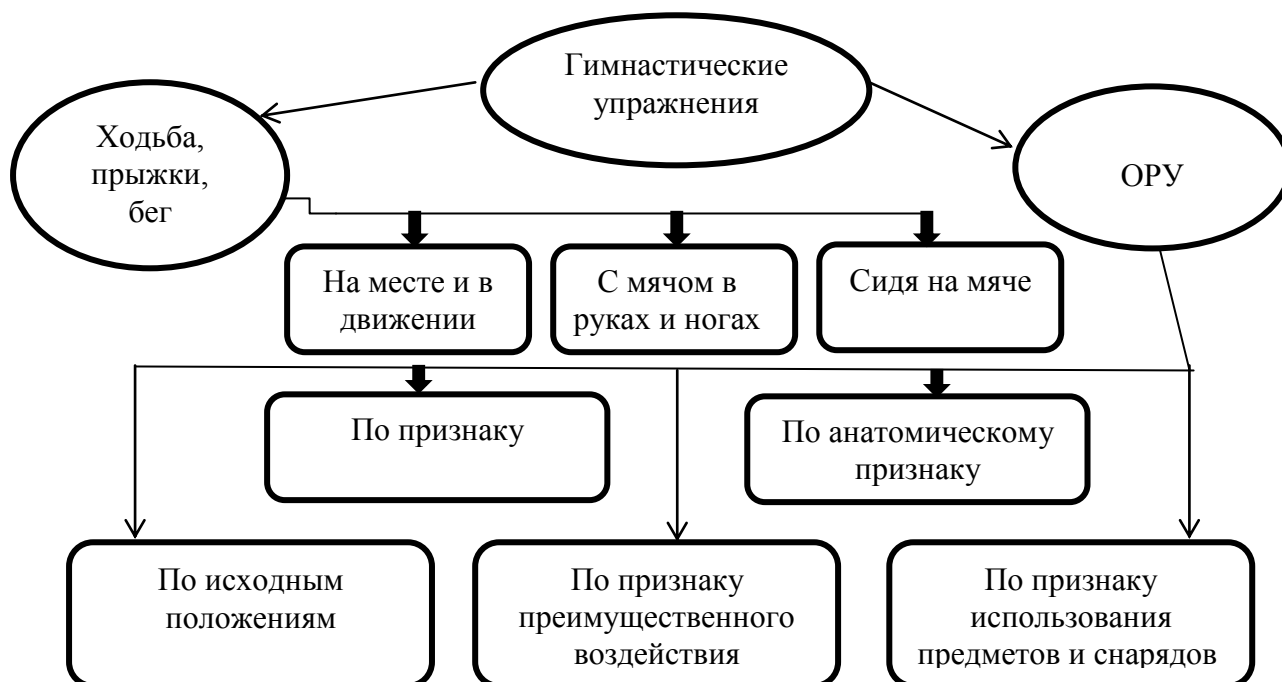 Гимнастические
упражнения
Ходьба,
прыжки,
бег
ОРУ
На месте и в
движении
С мячом в
руках и ногах
Сидя на мяче
По признаку
По анатомическому
признаку
По исходным
положениям
По признаку
преимущественного
воздействия
По признаку
использования
предметов и снарядов